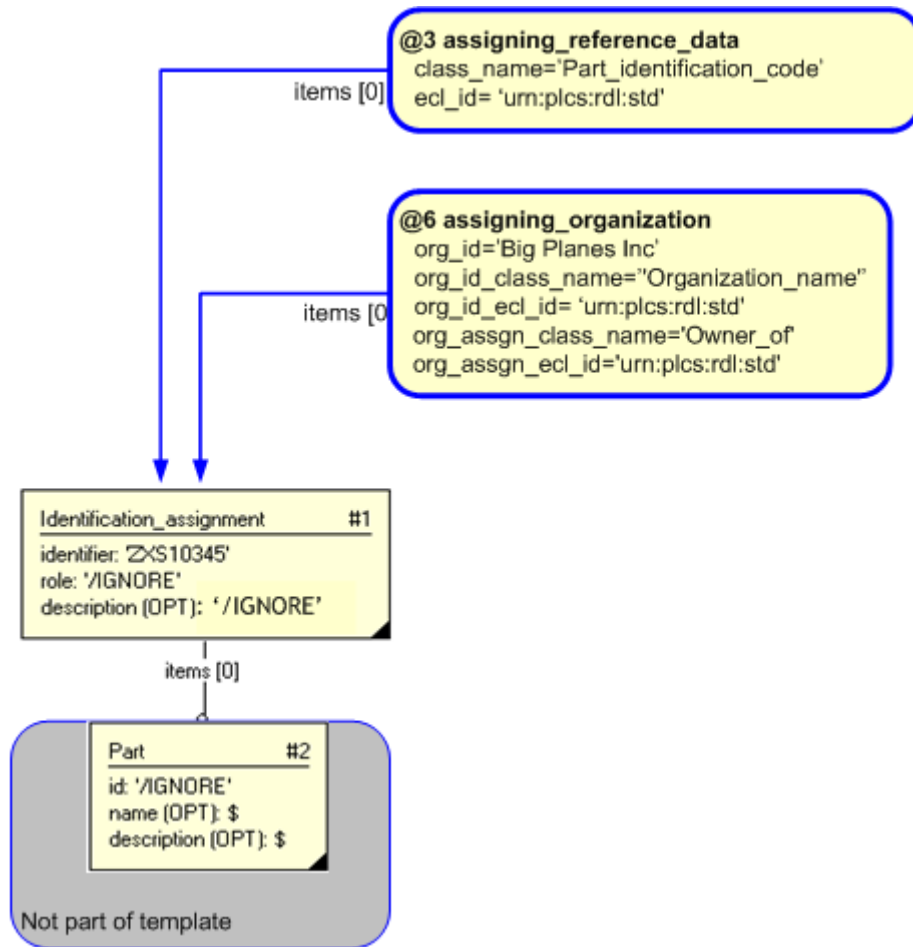 @3 assigning_reference_data
class_name='Part_identification_code'
ecl_id= ‘urn:plcs:rdl:std'
items [0]
@6 assigning_organization
org_id='Big Planes Inc'
org_id_class_name="Organization_name"
org_id_ecl_id= ‘urn:plcs:rdl:std'
org_assgn_class_name='Owner_of'
org_assgn_ecl_id='urn:plcs:rdl:std'
items [0
Identification_assignment #1
identifier: 'ZXS10345'
role: '/IGNORE'
description (OPT): ‘/IGNORE’
items [0]
Part #2
id: '/IGNORE'
name (OPT): $
description (OPT): $
Not part of template